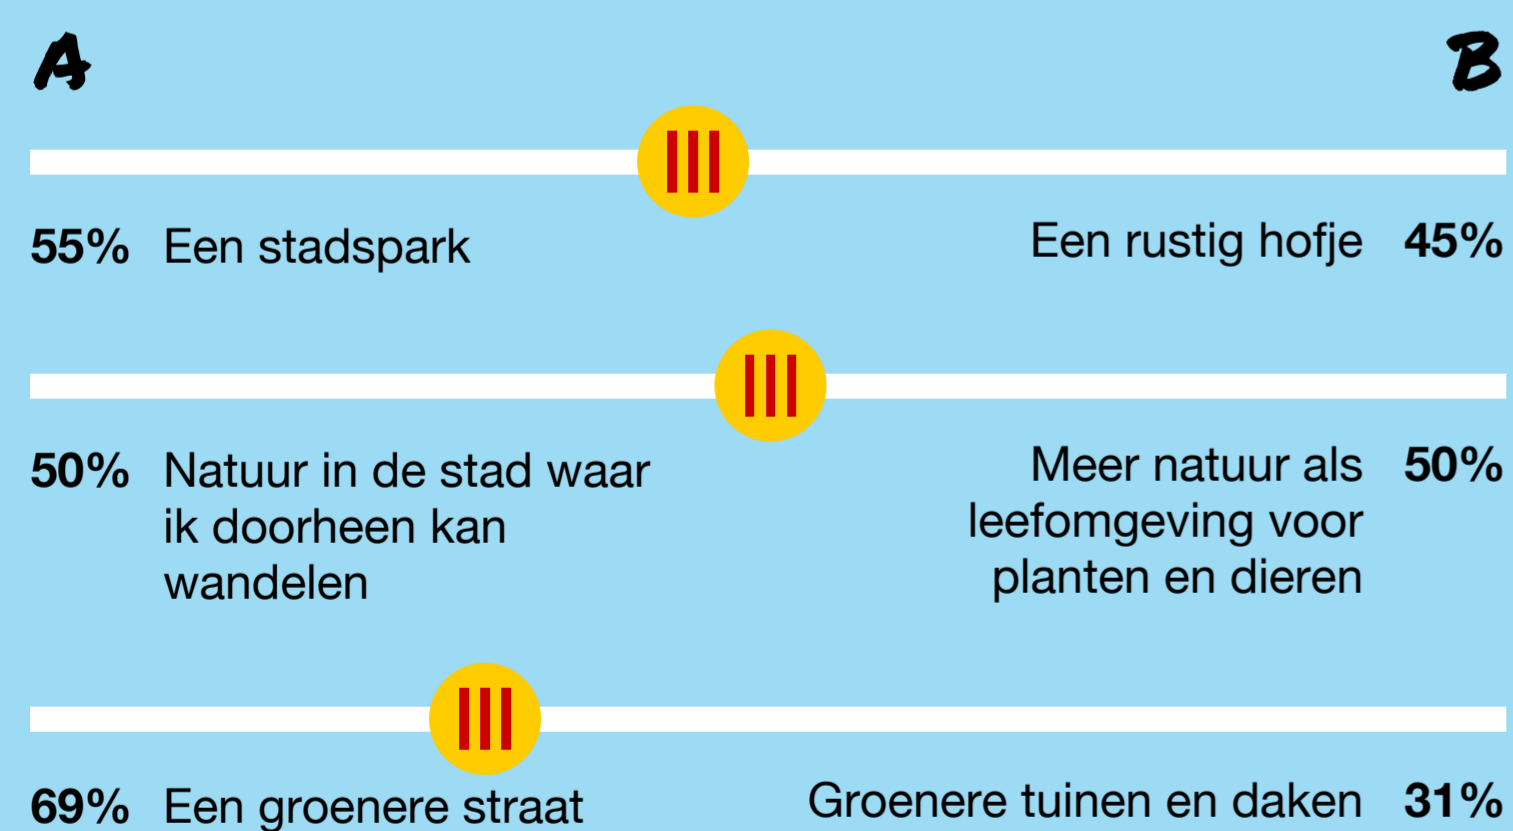 A
B
55% Een stadspark
Een rustig hofje 45%
50% Natuur in de stad waar
ik doorheen kan
wandelen
Meer natuur als 50%
leefomgeving voor
planten en dieren
69% Een groenere straat
Groenere tuinen en daken 31%